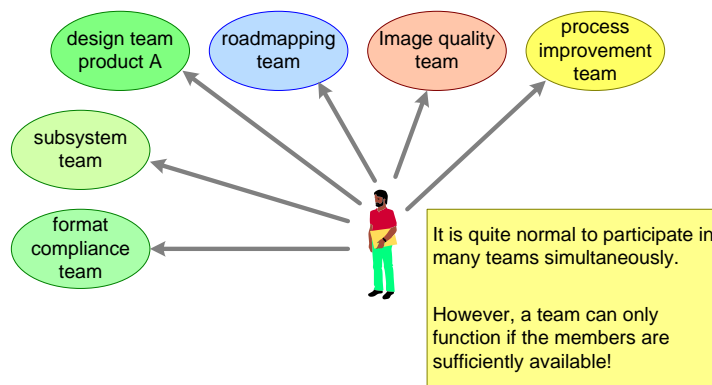 design team
product A
roadmapping
team
Image quality
team
process
improvement
team
subsystem
team
format
compliance
team
It is quite normal to participate in
many teams simultaneously.
However, a team can only
function if the members are
sufficiently available!